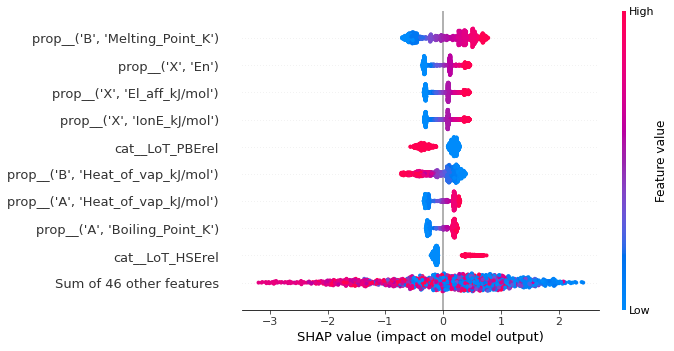 High
prop__('B', 'Melting_Point_K')
prop__('X', 'En')
prop__('X', 'El_aff_kJ/mol')
prop__('X', 'IonE_kJ/mol')
cat__LoT_PBErel
prop__('B', 'Heat_of_vap_kJ/mol')
prop__('A', 'Heat_of_vap_kJ/mol')
prop__('A', 'Boiling_Point_K')
cat__LoT_HSErel
Sum of 46 other features
Feature value
Low
−3 −2 −1 0 1 2
SHAP value (impact on model output)